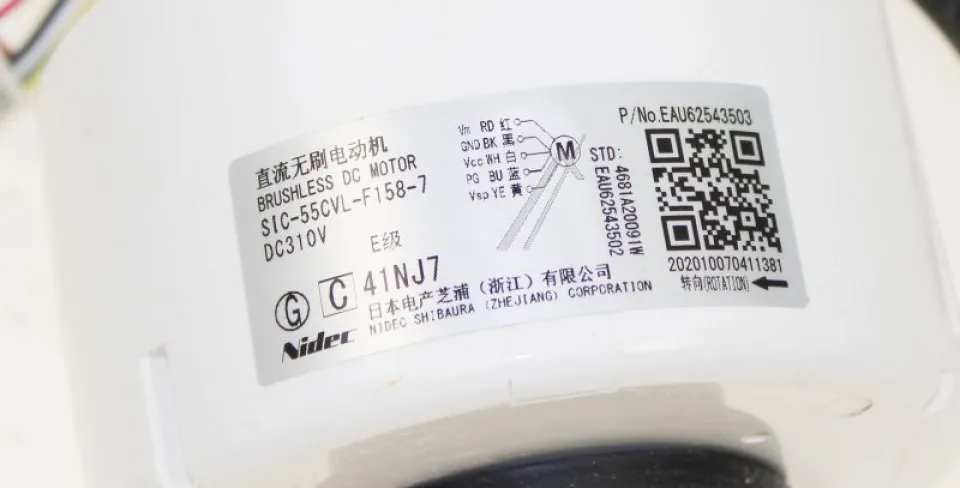 直流无刷电动机
BRUSHLESS DC MOTOR
SIC-55CVL-F158-7
DC310V E级
G C 41NJ7
日本电产芝浦（浙江）有限公司
Nidec NIDEC SHIBAURA (ZHEJIANG) CORPORATION
Vm RD 红
GND BK 黑
Vcc WH 白
PG BU 蓝
Vsp YE 黄
M
STD:
4681A20091W
EAU62543502
P/No.EAU62543503
202010070411381
转向(ROTATION)